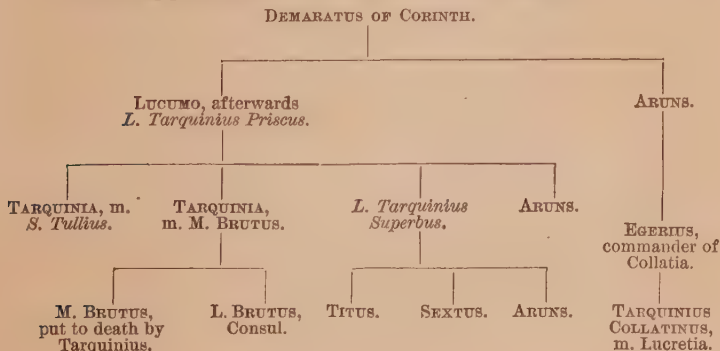 DEMARATUS OF CORINTH.
LUCUMO, afterwards
L. Tarquinius Priscus.
ARUNS.
TARQUINIA, m.
S. Tullius.
TARQUINIA,
m. M. BRUTUS.
L. Tarquinius
Superbus.
ARUNS.
EGERIUS,
commander of
Collatia.
M. BRUTUS,
put to death by
Tarquinius.
L. BRUTUS,
Consul.
TITUS.
SEXTUS.
ARUNS.
TARQUINIUS
COLLATINUS,
m. Lucretia.